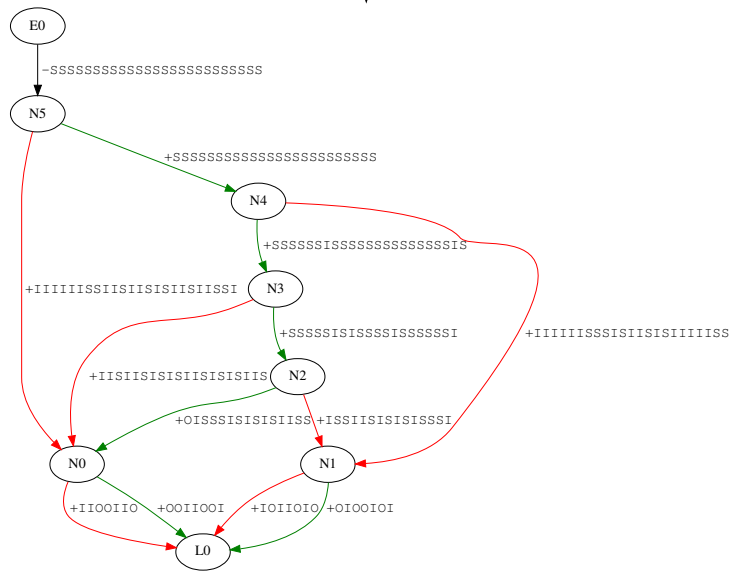 E0
-SSSSSSSSSSSSSSSSSSSSSSSSS
N5
+SSSSSSSSSSSSSSSSSSSSSSSS
N4
+SSSSSSISSSSSSSSSSSSSSIS
+IIIIIISSIISIISISIISIISSI
N3
+SSSSSISISSSSISSSSSSI
+IIIIIISSSISIISISIIIIISS
+IISIISISISIISISISIIS
N2
+OISSSISISISIISS
+ISSIISISISISSSI
N0
N1
+IIOOIIO
+OOIIOOI
+IOIIOIO
+OIOOIOI
L0